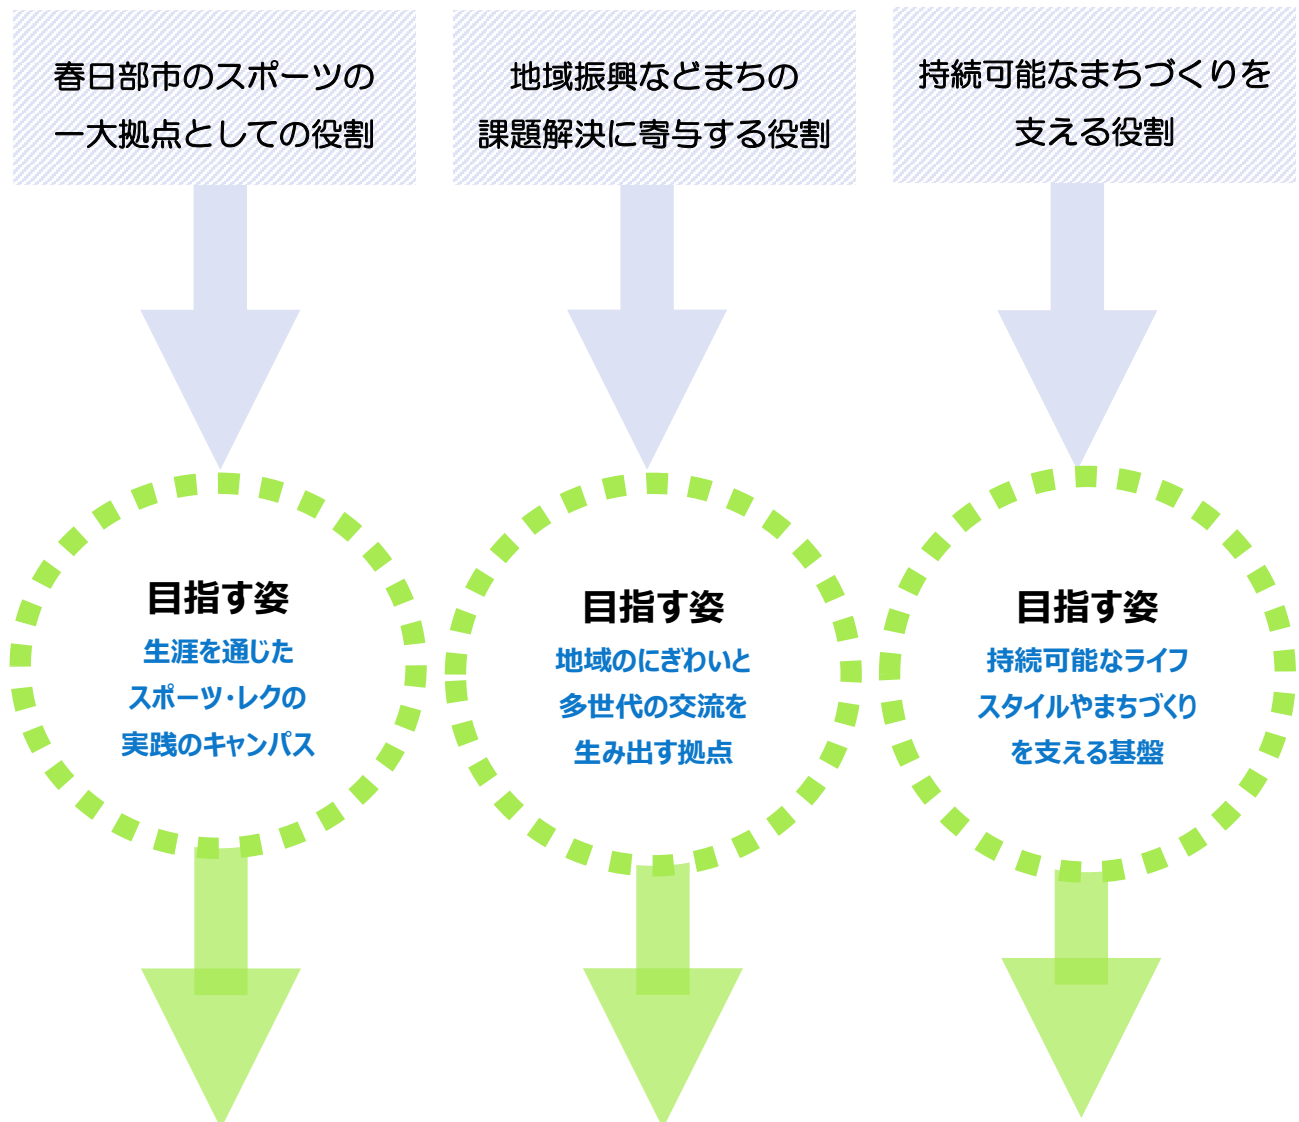 春日部市のスポーツの
一大拠点としての役割
地域振興などまちの
課題解決に寄与する役割
持続可能なまちづくりを
支える役割
目指す姿
生涯を通じた
スポーツ・レクの
実践のキャンパス
目指す姿
地域のにぎわいと
多世代の交流を
生み出す拠点
目指す姿
持続可能なライフ
スタイルやまちづくり
を支える基盤